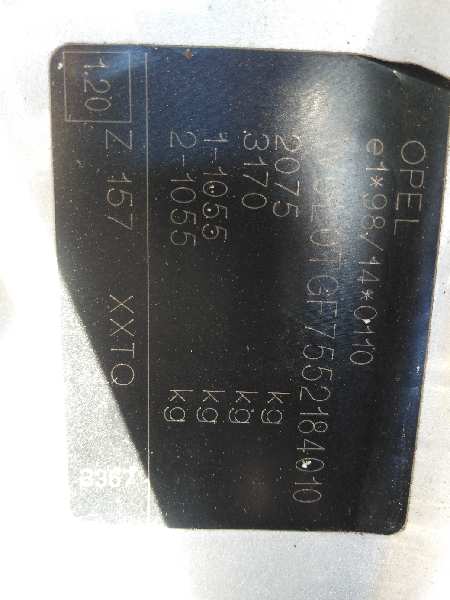 OPEL
e1*98/14*0110
W0L0TGF7552184010
2075 kg
3170 kg
1-1055 kg
2-1055 kg
1.20 Z 157 XXTQ